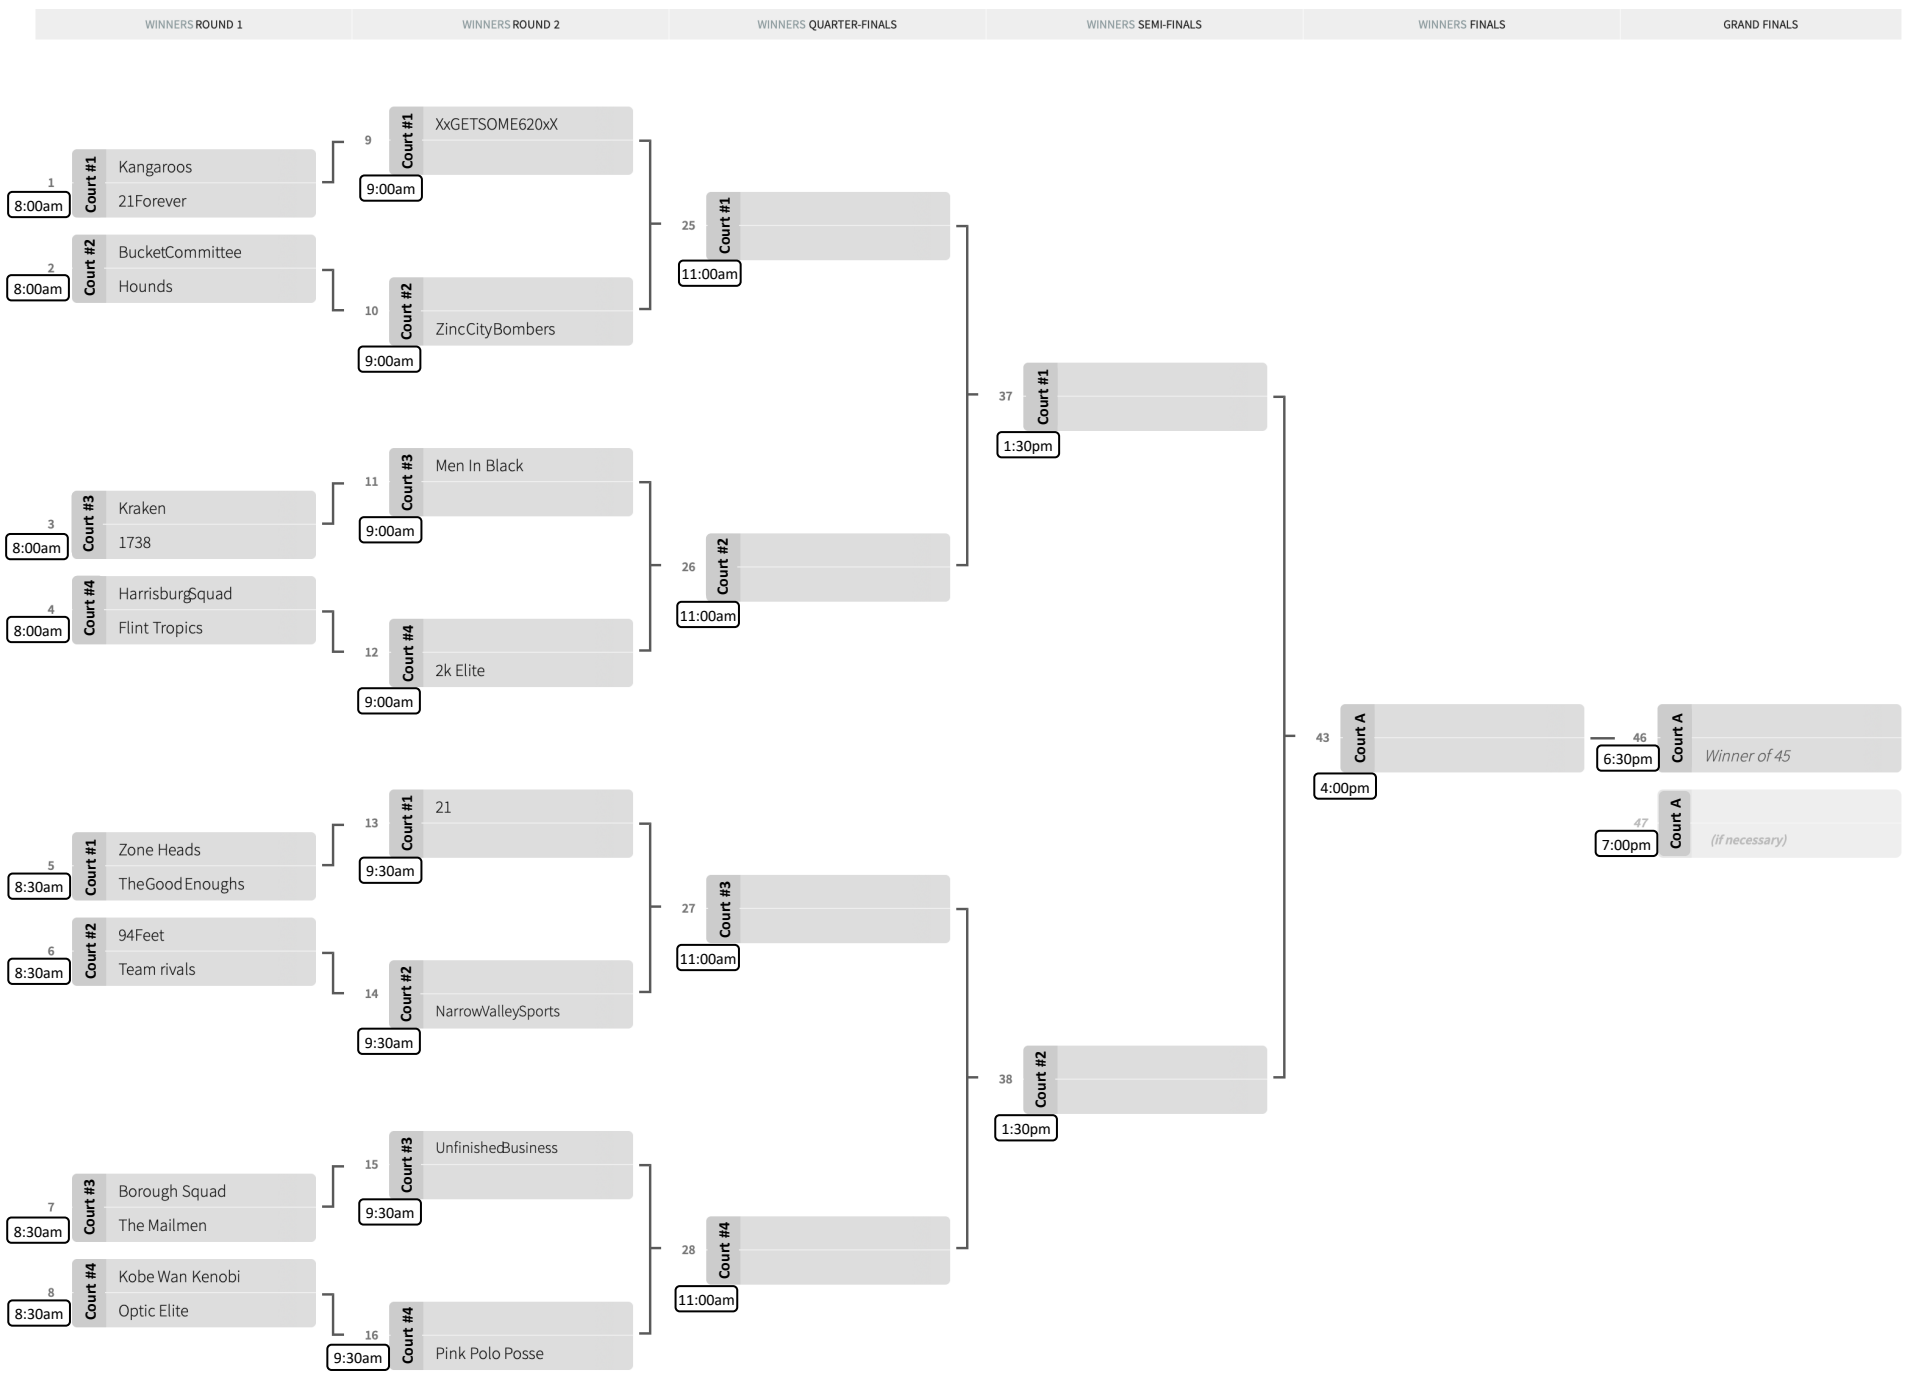 WINNERS ROUND 1
WINNERS ROUND 2
WINNERS QUARTER-FINALS
WINNERS SEMI-FINALS
WINNERS FINALS
GRAND FINALS
1
8:00am
Court #1
Kangaroos
21Forever
2
8:00am
Court #2
BucketCommittee
Hounds
3
8:00am
Court #3
Kraken
1738
4
8:00am
Court #4
HarrisburgSquad
Flint Tropics
5
8:30am
Court #1
Zone Heads
TheGood Enoughs
6
8:30am
Court #2
94Feet
Team rivals
7
8:30am
Court #3
Borough Squad
The Mailmen
8
8:30am
Court #4
Kobe Wan Kenobi
Optic Elite
9
9:00am
Court #1
XxGETSOME620xX
10
9:00am
Court #2
ZincCityBombers
11
9:00am
Court #3
Men In Black
12
9:00am
Court #4
2k Elite
13
9:30am
Court #1
21
14
9:30am
Court #2
NarrowValleySports
15
9:30am
Court #3
UnfinishedBusiness
16
9:30am
Court #4
Pink Polo Posse
25
11:00am
Court #1
26
11:00am
Court #2
27
11:00am
Court #3
28
11:00am
Court #4
37
1:30pm
Court #1
38
1:30pm
Court #2
43
4:00pm
Court A
46
6:30pm
Court A
Winner of 45
47
7:00pm
Court A
(if necessary)